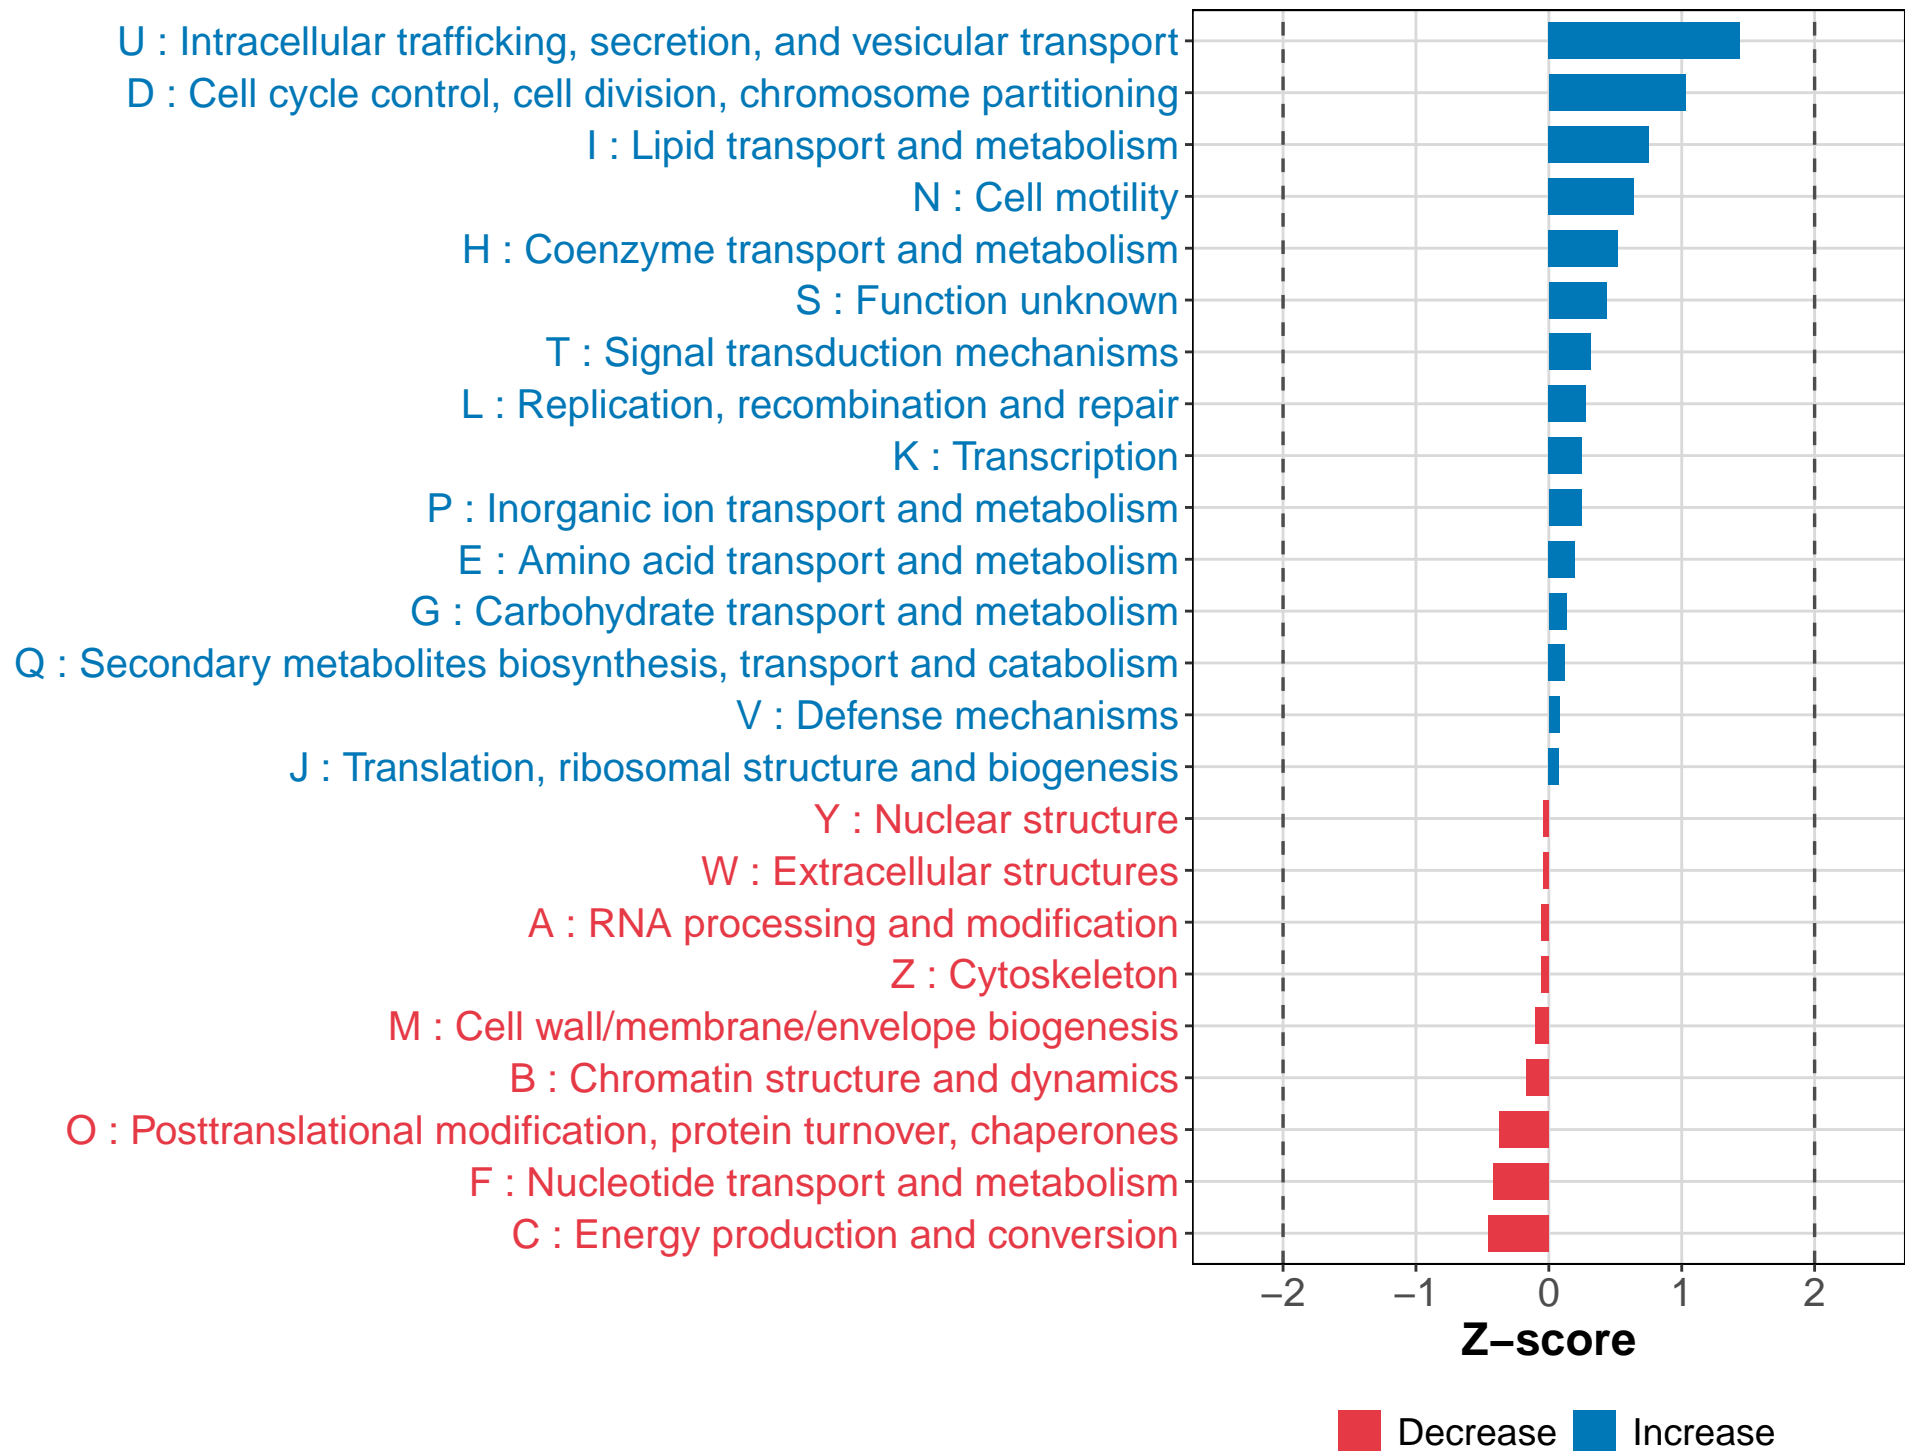 U : Intracellular trafficking, secretion, and vesicular transport
D : Cell cycle control, cell division, chromosome partitioning
I : Lipid transport and metabolism
N : Cell motility
H : Coenzyme transport and metabolism
S : Function unknown
T : Signal transduction mechanisms
L : Replication, recombination and repair
K : Transcription
P : Inorganic ion transport and metabolism
E : Amino acid transport and metabolism
G : Carbohydrate transport and metabolism
Q : Secondary metabolites biosynthesis, transport and catabolism
V : Defense mechanisms
J : Translation, ribosomal structure and biogenesis
Y : Nuclear structure
W : Extracellular structures
A : RNA processing and modification
Z : Cytoskeleton
M : Cell wall/membrane/envelope biogenesis
B : Chromatin structure and dynamics
O : Posttranslational modification, protein turnover, chaperones
F : Nucleotide transport and metabolism
C : Energy production and conversion
−2 −1 0 1 2
Z−score
Decrease Increase